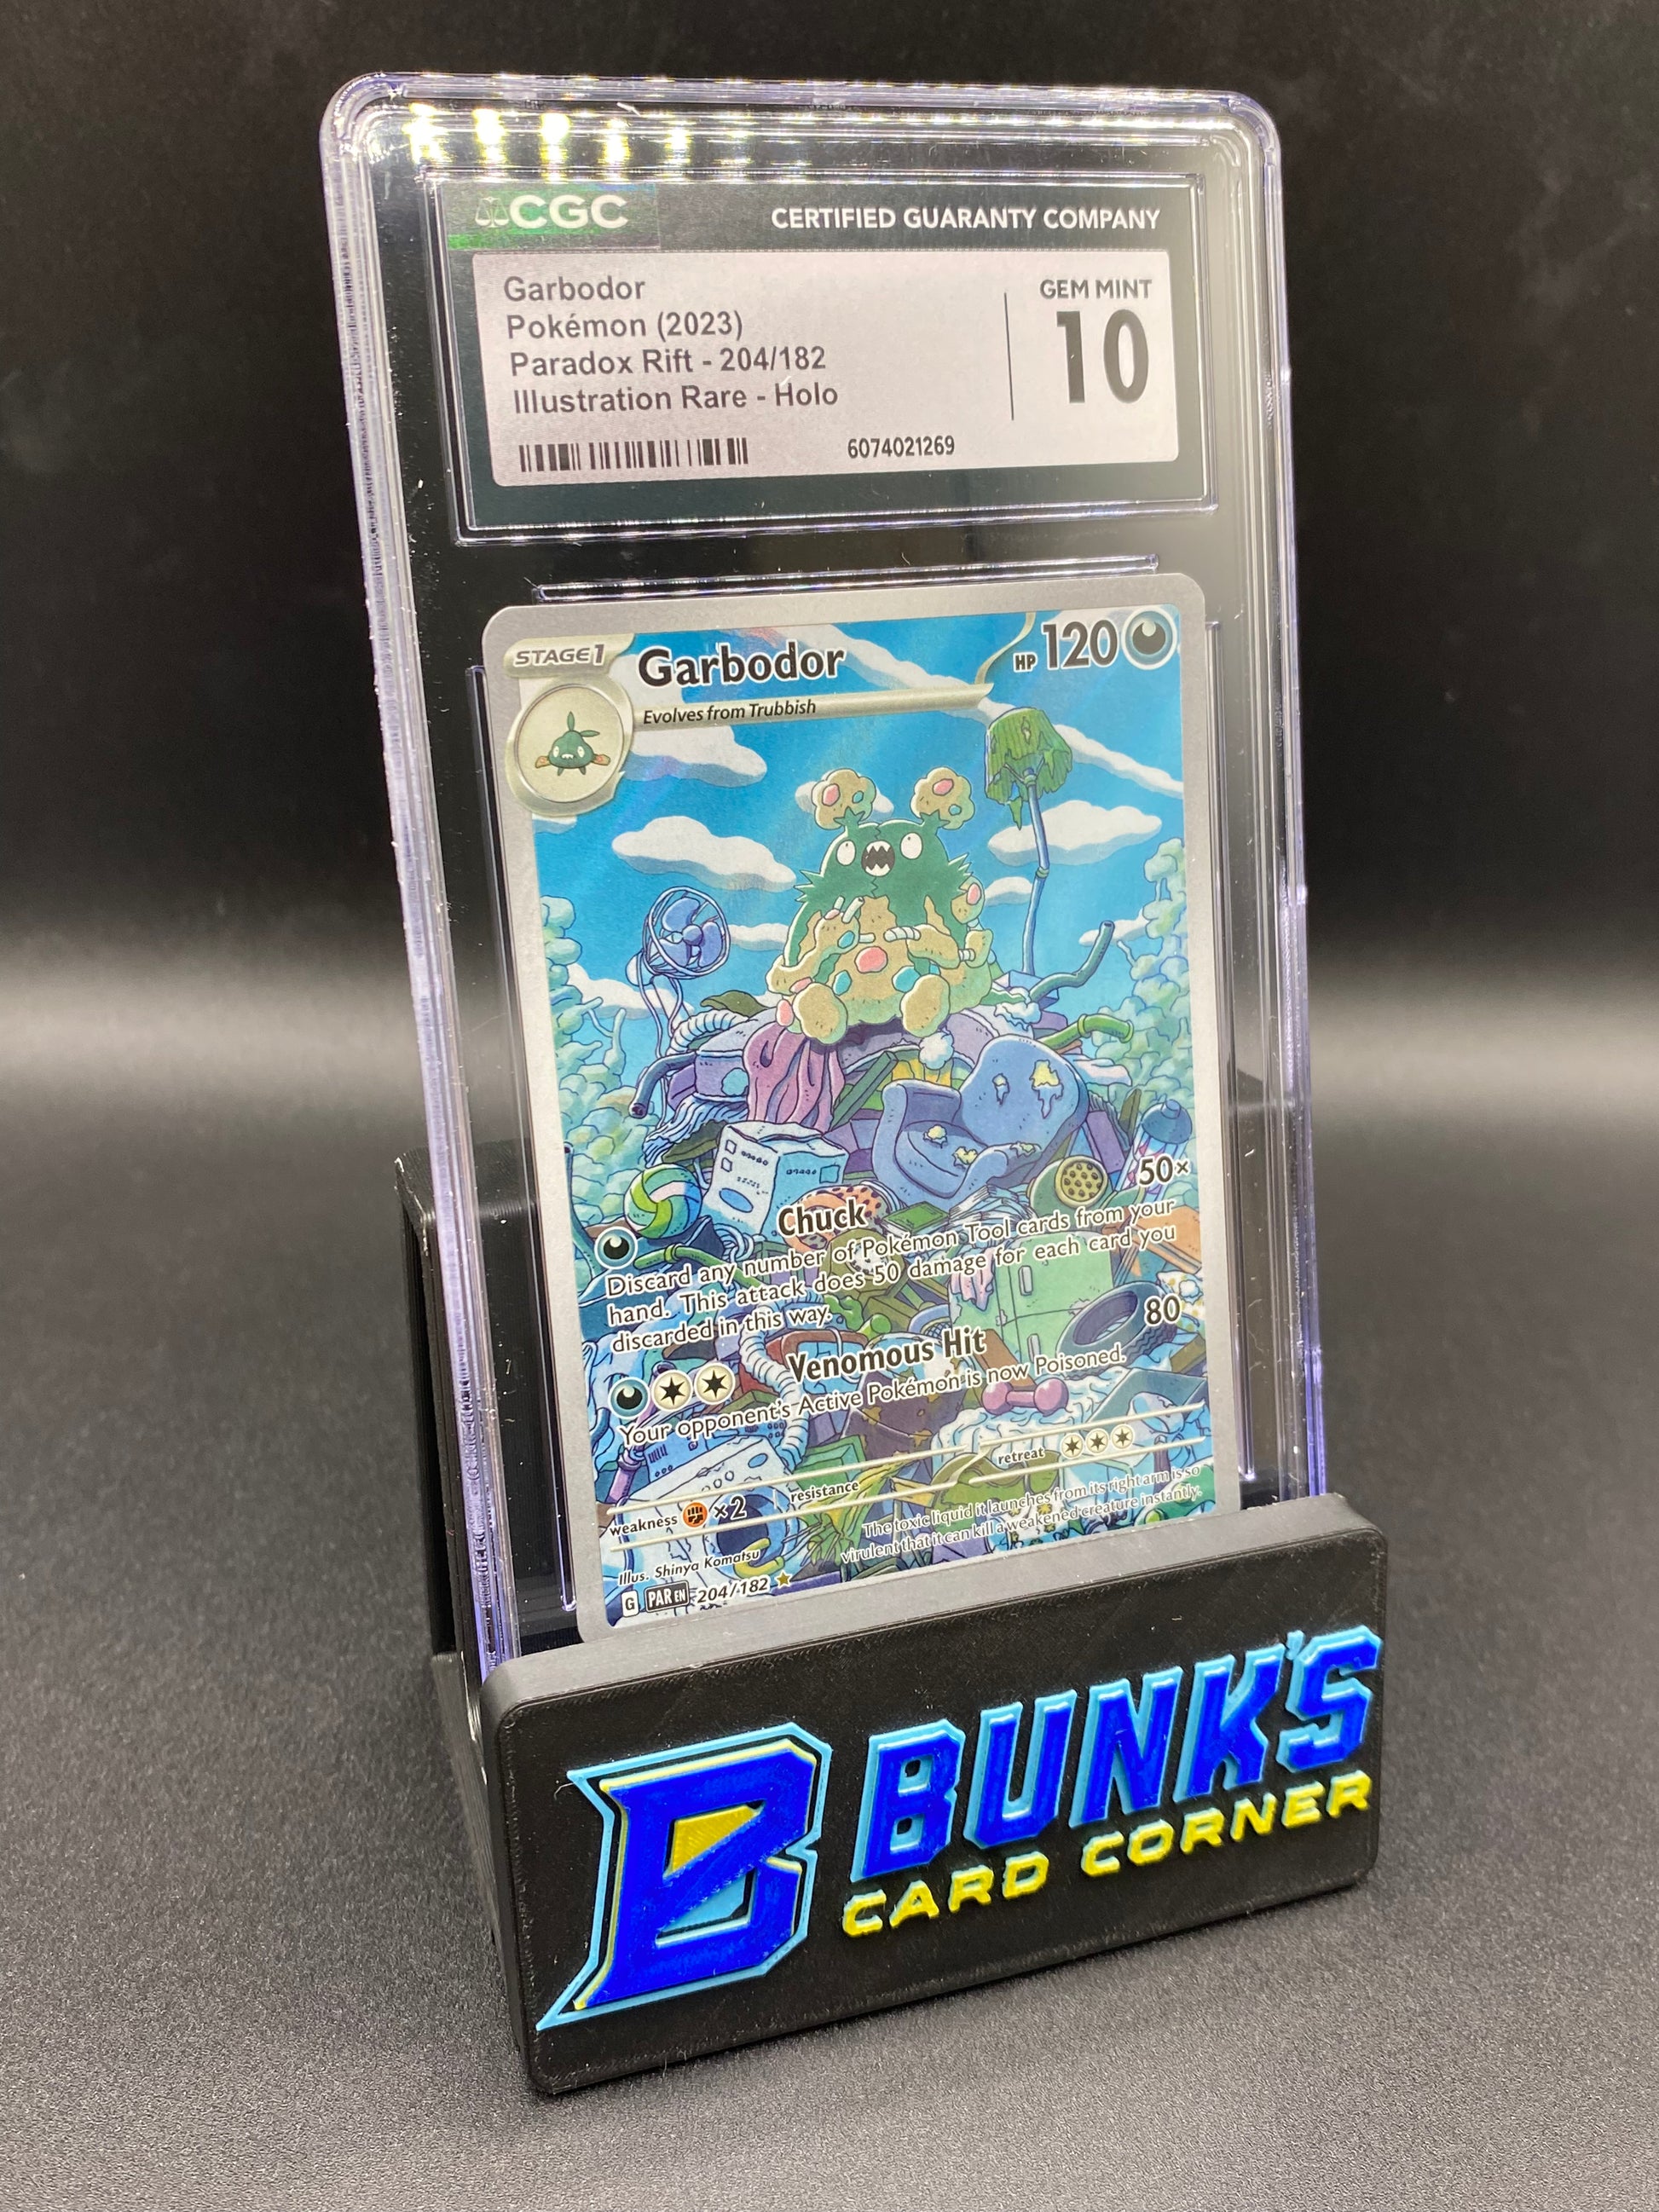 CGC
CERTIFIED GUARANTY COMPANY
Garbodor
Pokémon (2023)
Paradox Rift - 204/182
Illustration Rare - Holo
GEM MINT
10
6074021269
STAGE1
Garbodor
HP 120
Evolves from Trubbish
Chuck 50×
Discard any number of Pokémon Tool cards from your
hand. This attack does 50 damage for each card you
discarded in this way.
Venomous Hit 80
Your opponent's Active Pokémon is now Poisoned.
weakness ×2 resistance retreat
The toxic liquid it launches from its right arm is so
virulent that it can kill a weakened creature instantly.
Illus. Shinya Komatsu
G PAR EN 204/182
B BUNK'S
CARD CORNER